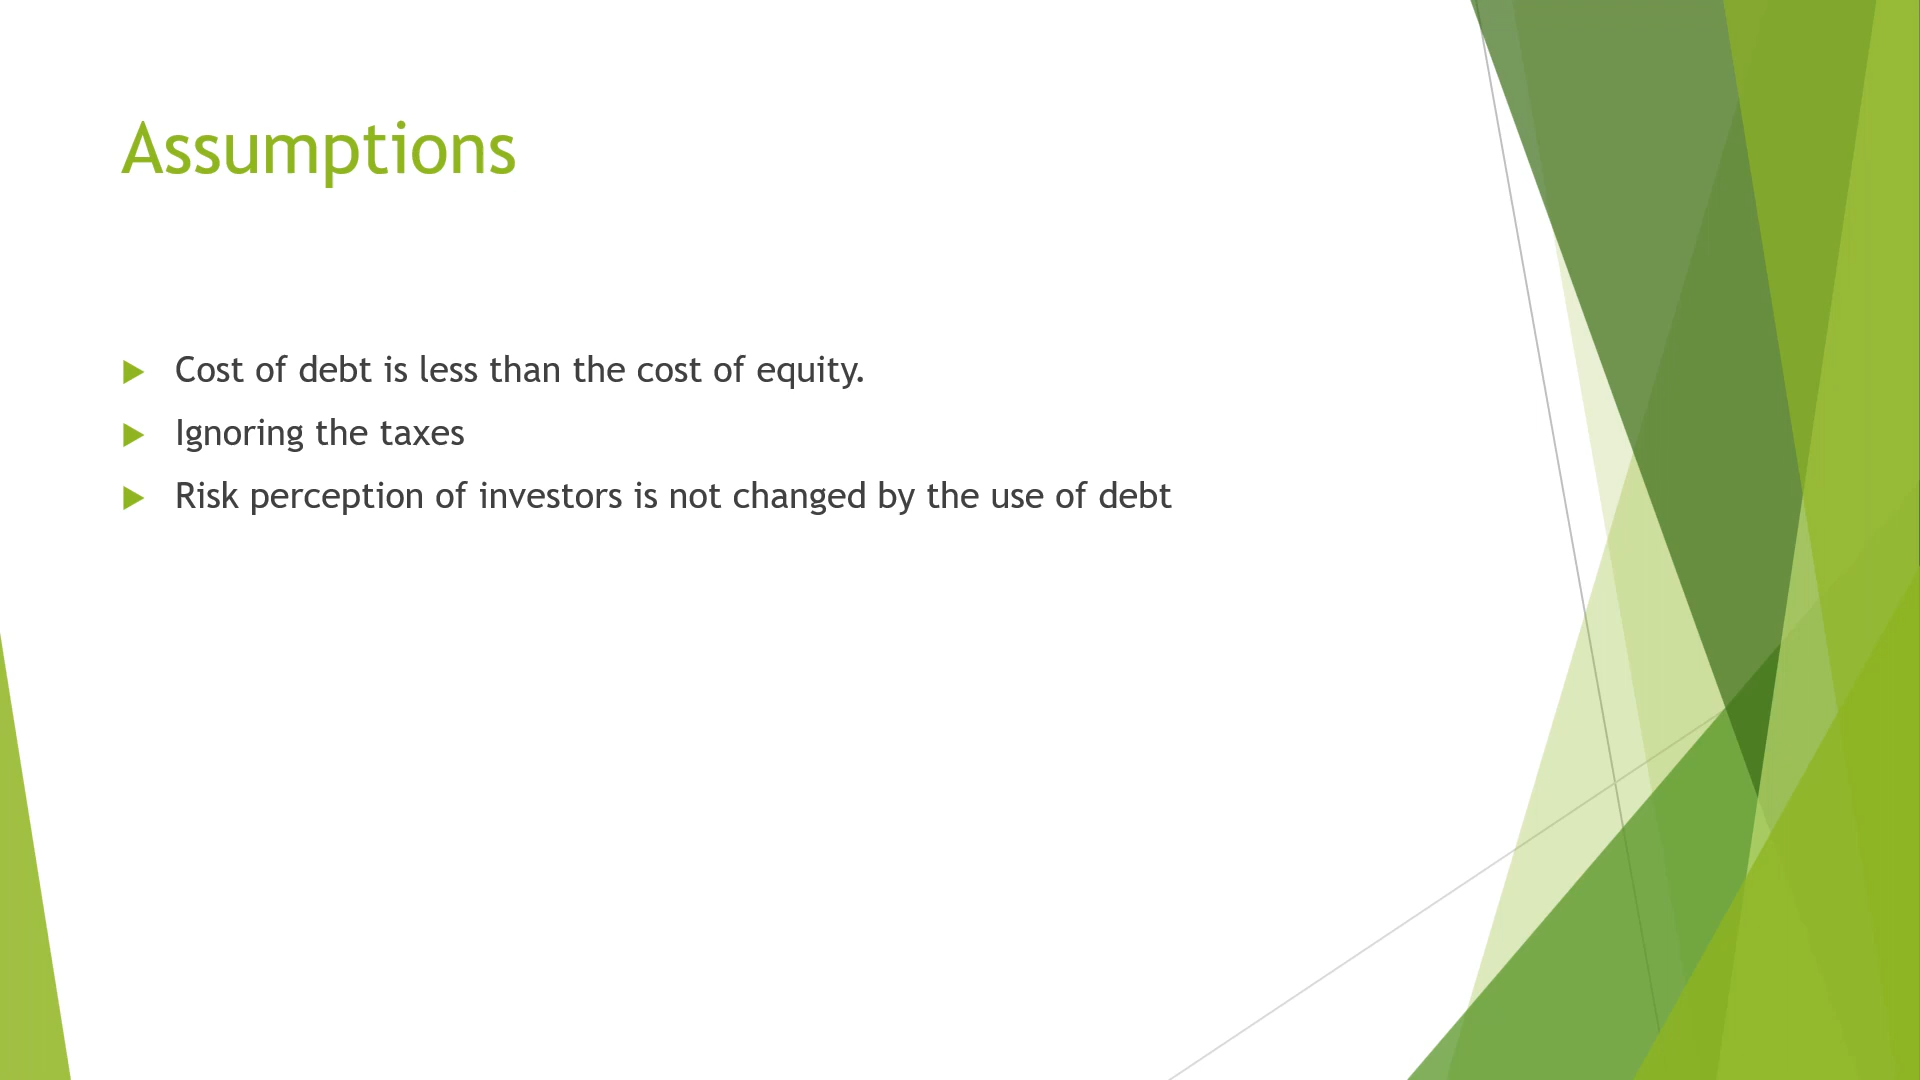 Assumptions
Cost of debt is less than the cost of equity.
Ignoring the taxes
Risk perception of investors is not changed by the use of debt